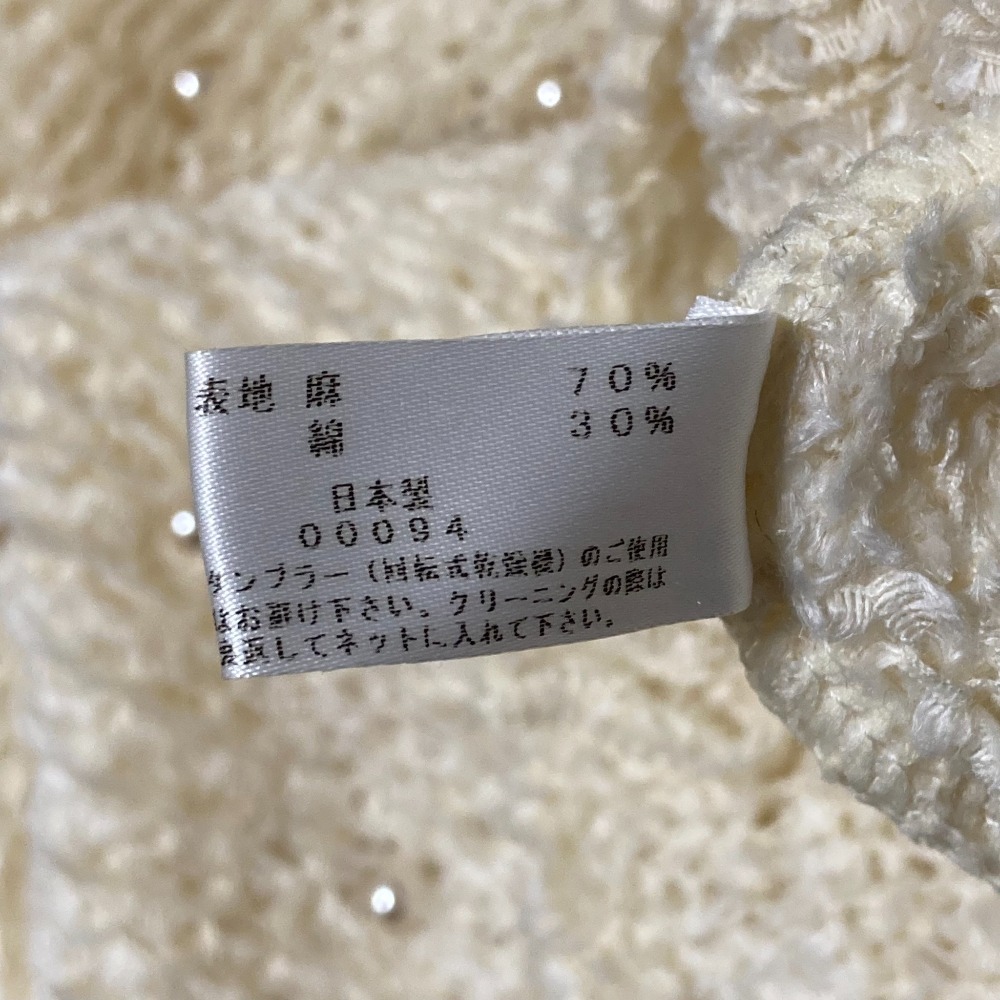 表地 麻 70%
綿 30%
日本製
00094
タンブラー（回転式乾燥機）のご使用
はお避け下さい。クリーニングの際は
裏返してネットに入れて下さい。